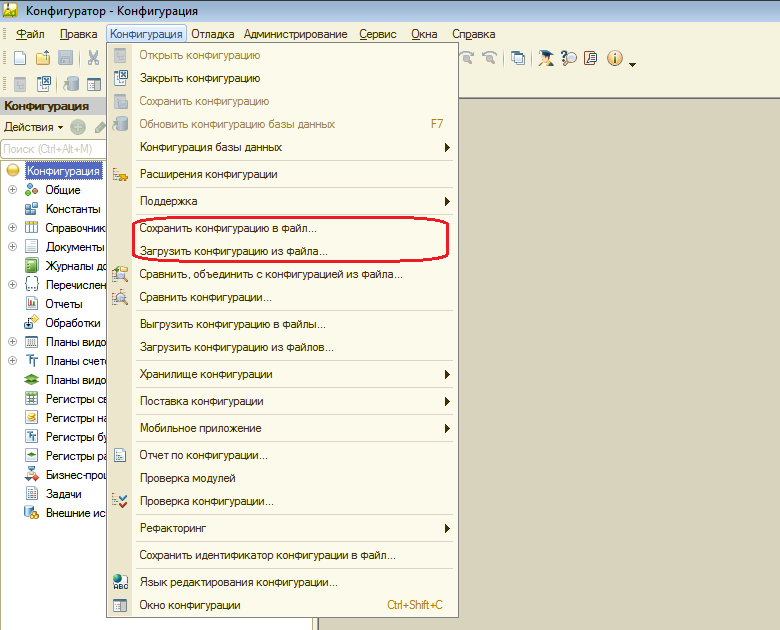 Конфигуратор - Конфигурация
Файл Правка Конфигурация Отладка Администрирование Сервис Окна Справка
Конфигурация
Действия
Поиск (Ctrl+Alt+M)
Конфигурация
Общие
Константы
Справочник
Документы
Журналы до
Перечислен
Отчеты
Обработки
Планы видо
Планы счето
Планы видо
Регистры св
Регистры на
Регистры бу
Регистры ра
Бизнес-проц
Задачи
Внешние ис
Открыть конфигурацию
Закрыть конфигурацию
Сохранить конфигурацию
Обновить конфигурацию базы данных F7
Конфигурация базы данных
Расширения конфигурации
Поддержка
Сохранить конфигурацию в файл...
Загрузить конфигурацию из файла...
Сравнить, объединить с конфигурацией из файла...
Сравнить конфигурации...
Выгрузить конфигурацию в файлы...
Загрузить конфигурацию из файлов...
Хранилище конфигурации
Поставка конфигурации
Мобильное приложение
Отчет по конфигурации...
Проверка модулей
Проверка конфигурации...
Рефакторинг
Сохранить идентификатор конфигурации в файл...
Язык редактирования конфигурации...
Окно конфигурации Ctrl+Shift+C